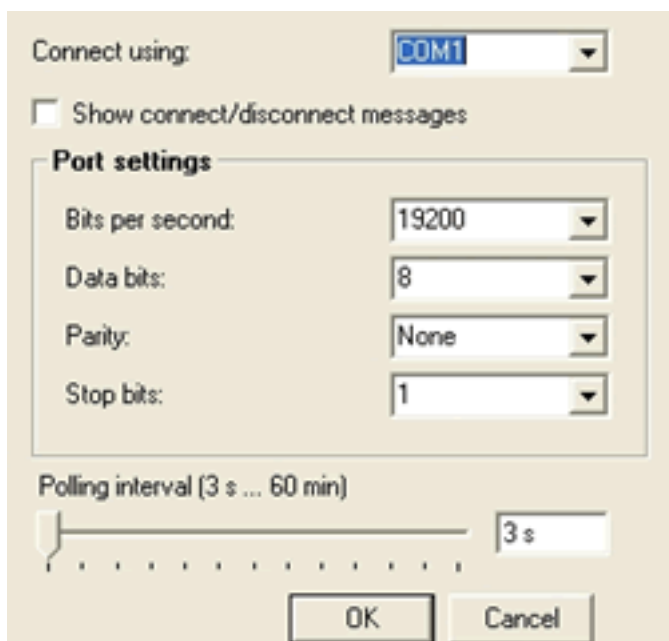 Connect using: COM1
Show connect/disconnect messages
Port settings
Bits per second: 19200
Data bits: 8
Parity: None
Stop bits: 1
Polling interval (3 s ... 60 min)
3 s
OK Cancel